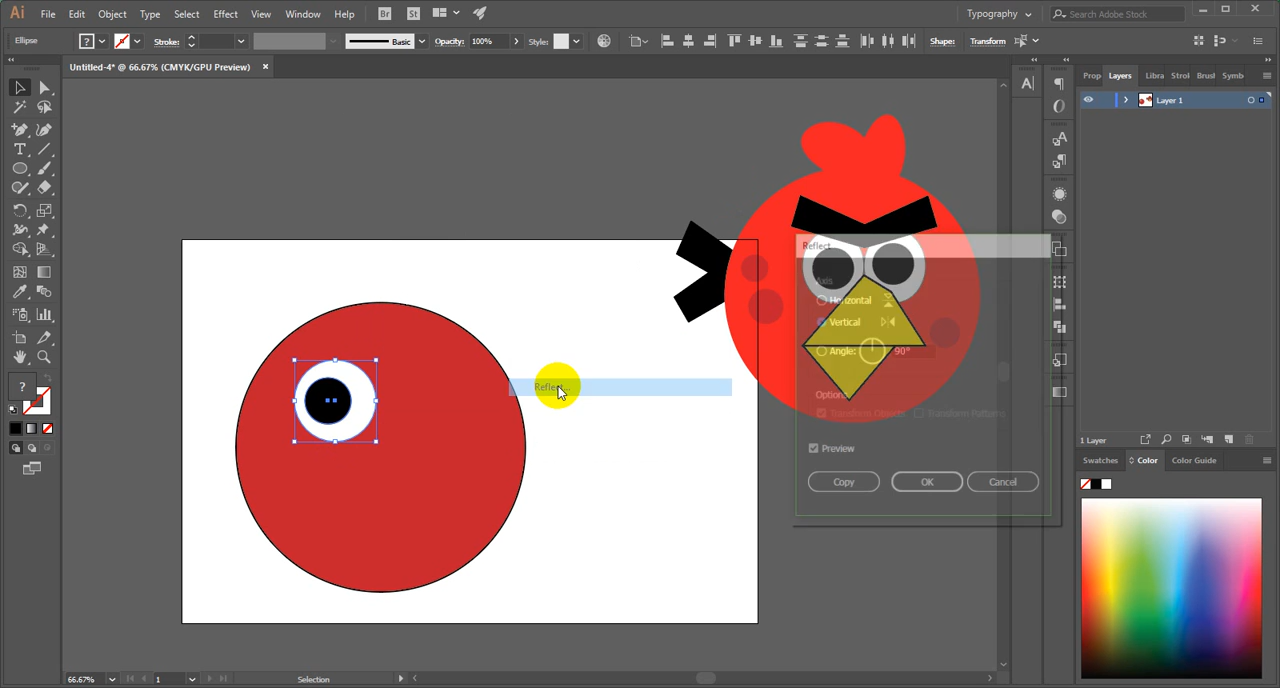 Ai File Edit Object Type Select Effect View Window Help Br St Typography Search Adobe Stock
Ellipse ? Stroke: Basic Opacity: 100% Style: Shape: Transform
Untitled-4* @ 66.67% (CMYK/GPU Preview) ×
Prop Layers Libra Strol Brusl Symb
Layer 1
Reflect
Axis
Horizontal
Vertical
Angle: 90°
Reflect...
Options
Transform Objects Transform Patterns
Preview
Copy OK Cancel
?
1 Layer
Swatches Color Color Guide
66.67% 1 Selection